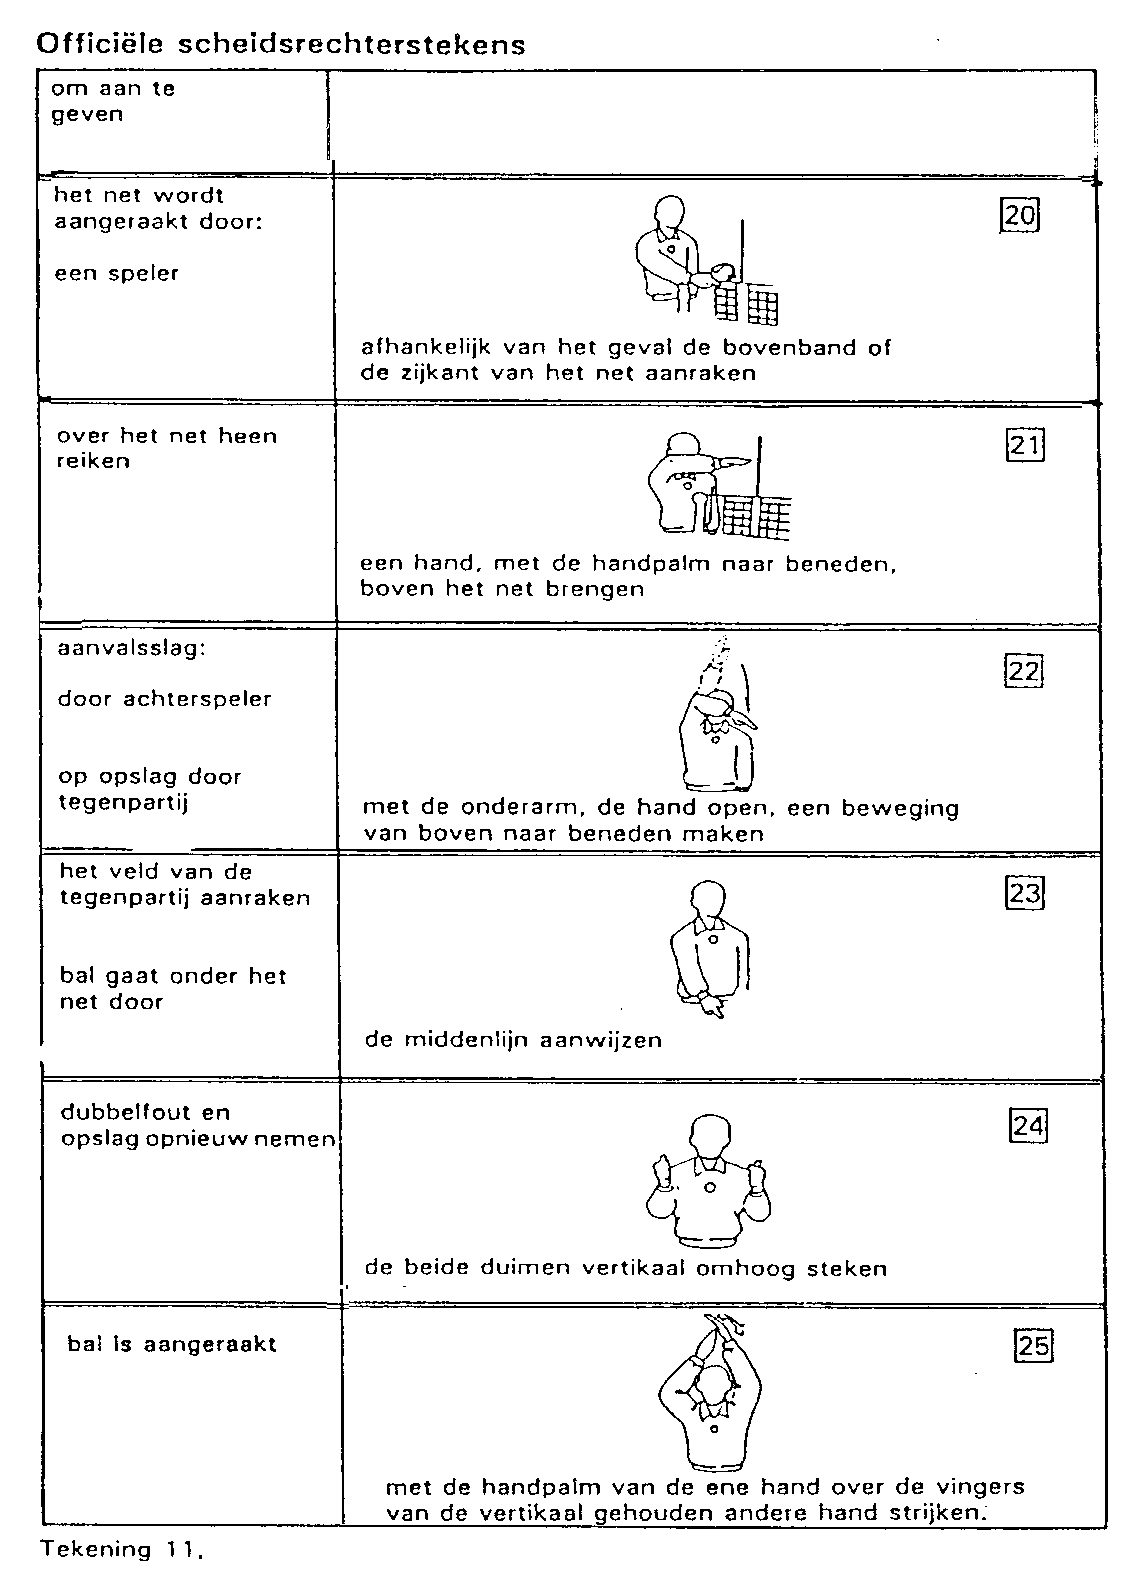 Officiële scheidsrechterstekens
om aan te
geven
het net wordt
aangeraakt door:
een speler
20
afhankelijk van het geval de bovenband of
de zijkant van het net aanraken
over het net heen
reiken
21
een hand, met de handpalm naar beneden,
boven het net brengen
aanvalsslag:
door achterspeler
op opslag door
tegenpartij
22
met de onderarm, de hand open, een beweging
van boven naar beneden maken
het veld van de
tegenpartij aanraken
bal gaat onder het
net door
23
de middenlijn aanwijzen
dubbelfout en
opslag opnieuw nemen
24
de beide duimen vertikaal omhoog steken
bal is aangeraakt
25
met de handpalm van de ene hand over de vingers
van de vertikaal gehouden andere hand strijken.
Tekening 11.